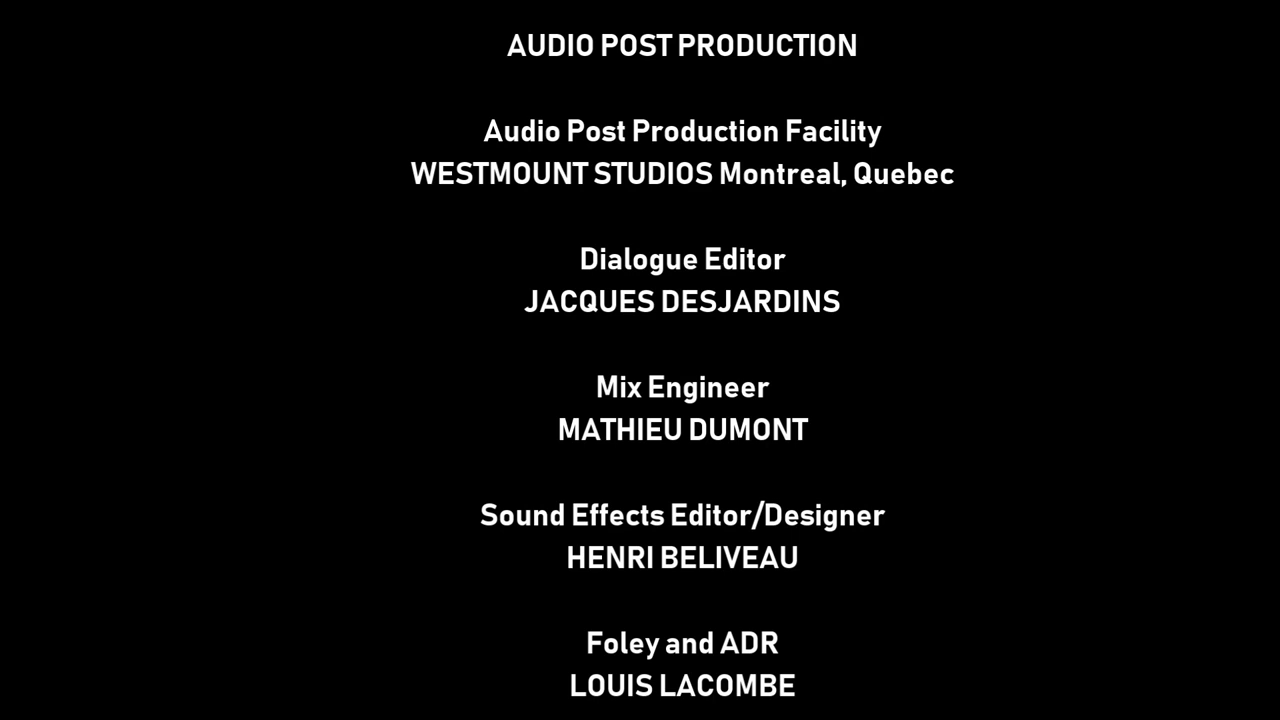 AUDIO POST PRODUCTION
Audio Post Production Facility
WESTMOUNT STUDIOS Montreal, Quebec
Dialogue Editor
JACQUES DESJARDINS
Mix Engineer
MATHIEU DUMONT
Sound Effects Editor/Designer
HENRI BELIVEAU
Foley and ADR
LOUIS LACOMBE